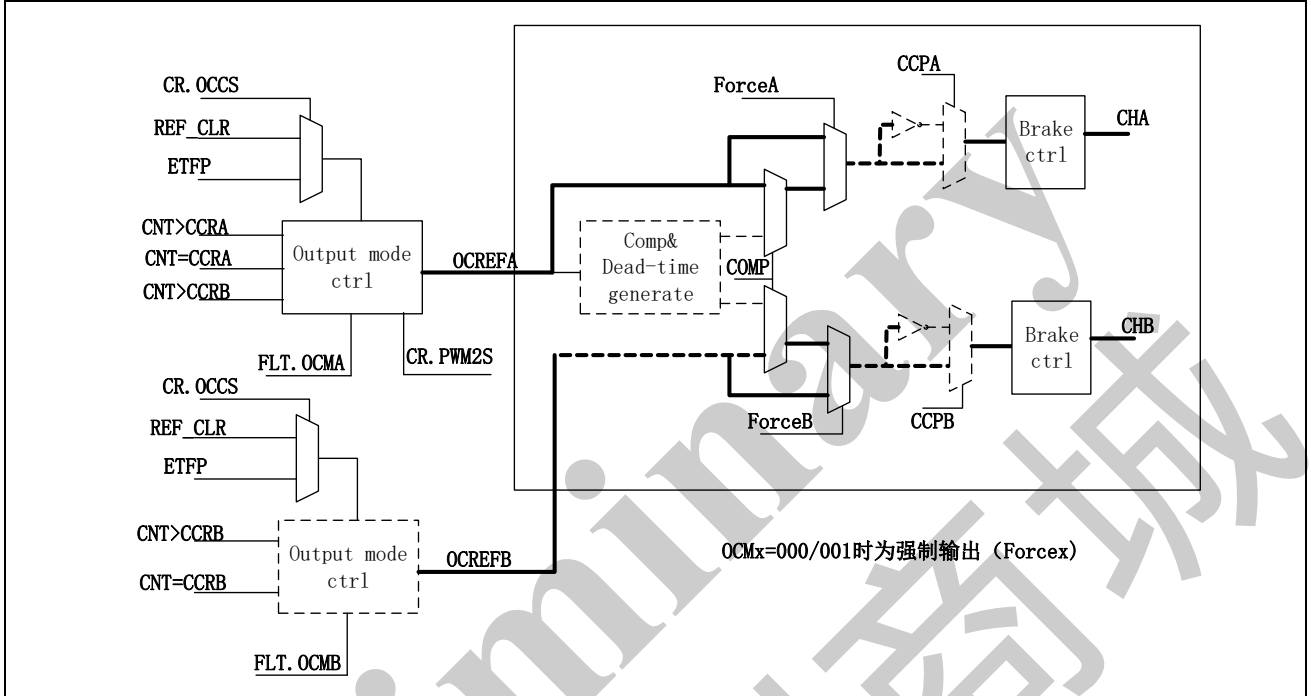 CR.OCCS
REF_CLR
ETFP
CNT>CCRA
CNT=CCRA
CNT>CCRB
Output mode
ctrl
OCREFA
FLT.OCMA
CR.PWM2S
CR.OCCS
REF_CLR
ETFP
CNT>CCRB
CNT=CCRB
Output mode
ctrl
OCREFB
FLT.OCMB
Comp&
Dead-time
generate
COMP
ForceA
CCPA
Brake
ctrl
CHA
ForceB
CCPB
Brake
ctrl
CHB
OCMx=000/001时为强制输出（Forcex）
商城